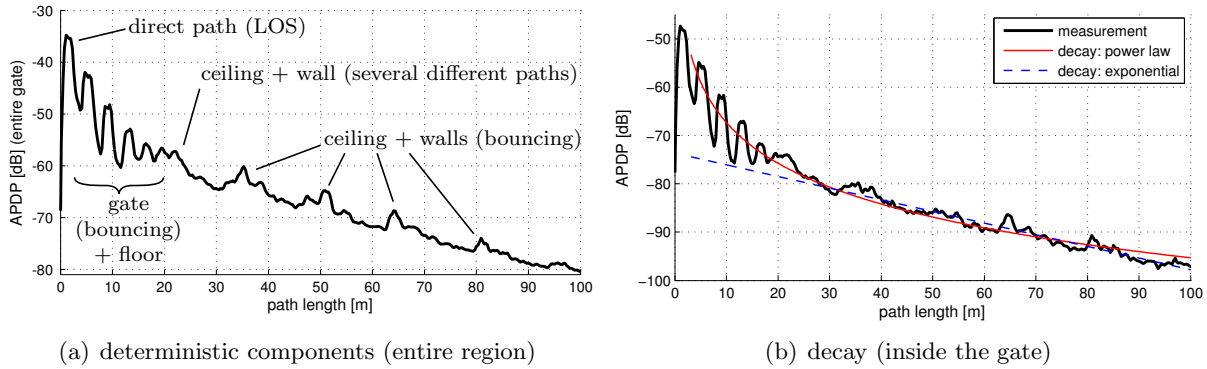 -30
-40
-50
-60
-70
-80
APDP [dB] (entire gate)
direct path (LOS)
ceiling + wall (several different paths)
ceiling + walls (bouncing)
gate
(bouncing)
+ floor
0 10 20 30 40 50 60 70 80 90 100
path length [m]
(a) deterministic components (entire region)
−50
−60
−70
−80
−90
−100
APDP [dB]
measurement
decay: power law
decay: exponential
0 10 20 30 40 50 60 70 80 90 100
path length [m]
(b) decay (inside the gate)